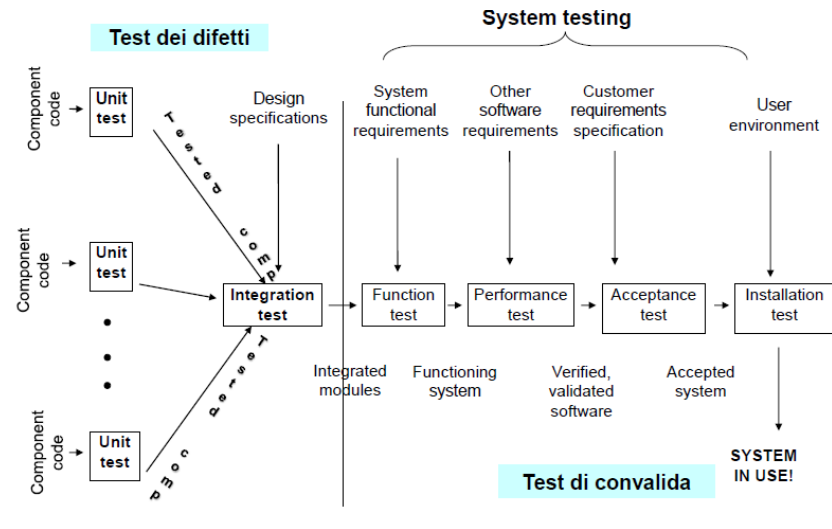 System testing
Test dei difetti
Component
code
Unit
test
Tested comp
Design
specifications
System
functional
requirements
Other
software
requirements
Customer
requirements
specification
User
environment
Component
code
Unit
test
Integration
test
Function
test
Performance
test
Acceptance
test
Installation
test
Tested comp
Integrated
modules
Functioning
system
Verified,
validated
software
Accepted
system
Component
code
Unit
test
SYSTEM
IN USE!
Test di convalida